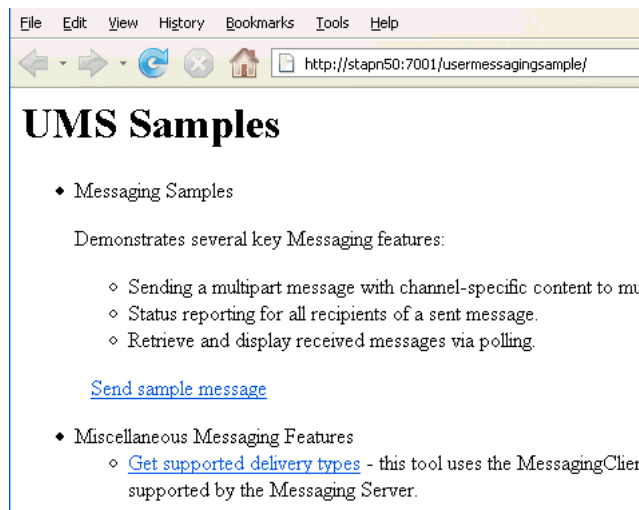 File Edit View History Bookmarks Tools Help
http://stapn50:7001/usermessagingsample/
UMS Samples
Messaging Samples
Demonstrates several key Messaging features:
Sending a multipart message with channel-specific content to
Status reporting for all recipients of a sent message.
Retrieve and display received messages via polling.
Send sample message
Miscellaneous Messaging Features
Get supported delivery types - this tool uses the
supported by the Messaging Server.